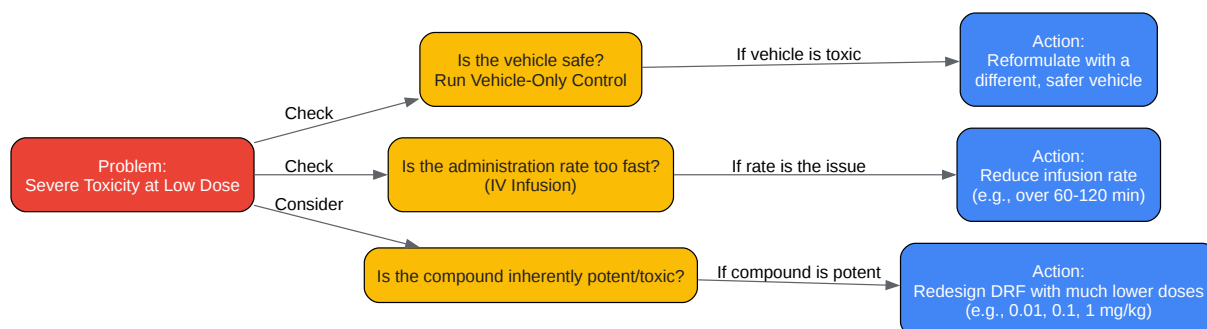 Problem:
Severe Toxicity at Low Dose
Check
Is the vehicle safe?
Run Vehicle-Only Control
If vehicle is toxic
Action:
Reformulate with a
different, safer vehicle
Check
Is the administration rate too fast?
(IV Infusion)
If rate is the issue
Action:
Reduce infusion rate
(e.g., over 60-120 min)
Consider
Is the compound inherently potent/toxic?
If compound is potent
Action:
Redesign DRF with much lower doses
(e.g., 0.01, 0.1, 1 mg/kg)